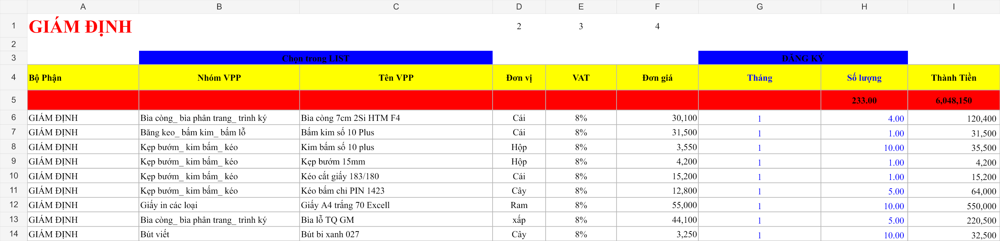 A B C D E F G H I
1 GIÁM ĐỊNH 2 3 4
2
3 Chọn trong LIST ĐĂNG KÝ
4 Bộ Phận Nhóm VPP Tên VPP Đơn vị VAT Đơn giá Tháng Số lượng Thành Tiền
5 233.00 6,048,150
6 GIÁM ĐỊNH Bìa còng_ bìa phân trang_ trình ký Bìa còng 7cm 2Si HTM F4 Cái 8% 30,100 1 4.00 120,400
7 GIÁM ĐỊNH Băng keo_ bấm kim_ bấm lỗ Bấm kim số 10 Plus Cái 8% 31,500 1 1.00 31,500
8 GIÁM ĐỊNH Kẹp bướm_ kim bấm_ kéo Kim bấm số 10 plus Hộp 8% 3,550 1 10.00 35,500
9 GIÁM ĐỊNH Kẹp bướm_ kim bấm_ kéo Kẹp bướm 15mm Hộp 8% 4,200 1 1.00 4,200
10 GIÁM ĐỊNH Kẹp bướm_ kim bấm_ kéo Kéo cắt giấy 183/180 Cái 8% 15,200 1 1.00 15,200
11 GIÁM ĐỊNH Kẹp bướm_ kim bấm_ kéo Kéo bấm chỉ PIN 1423 Cây 8% 12,800 1 5.00 64,000
12 GIÁM ĐỊNH Giấy in các loại Giấy A4 trắng 70 Excell Ram 8% 55,000 1 10.00 550,000
13 GIÁM ĐỊNH Bìa còng_ bìa phân trang_ trình ký Bìa lỗ TQ GM xấp 8% 44,100 1 5.00 220,500
14 GIÁM ĐỊNH Bút viết Bút bi xanh 027 Cây 8% 3,250 1 10.00 32,500